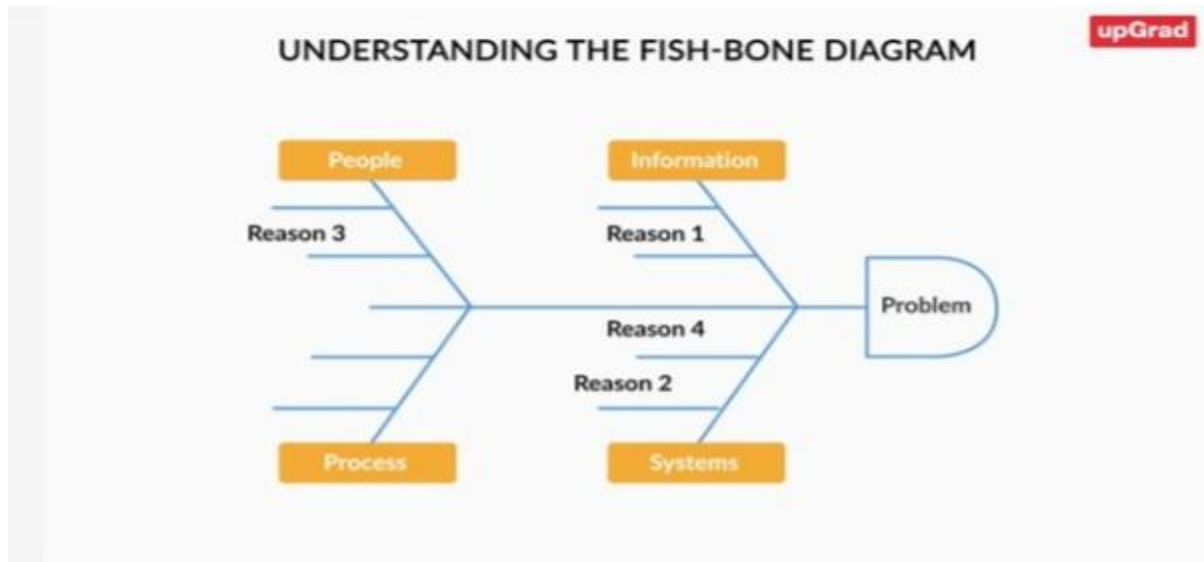 upGrad
UNDERSTANDING THE FISH-BONE DIAGRAM
People
Information
Reason 3
Reason 1
Problem
Reason 4
Reason 2
Process
Systems